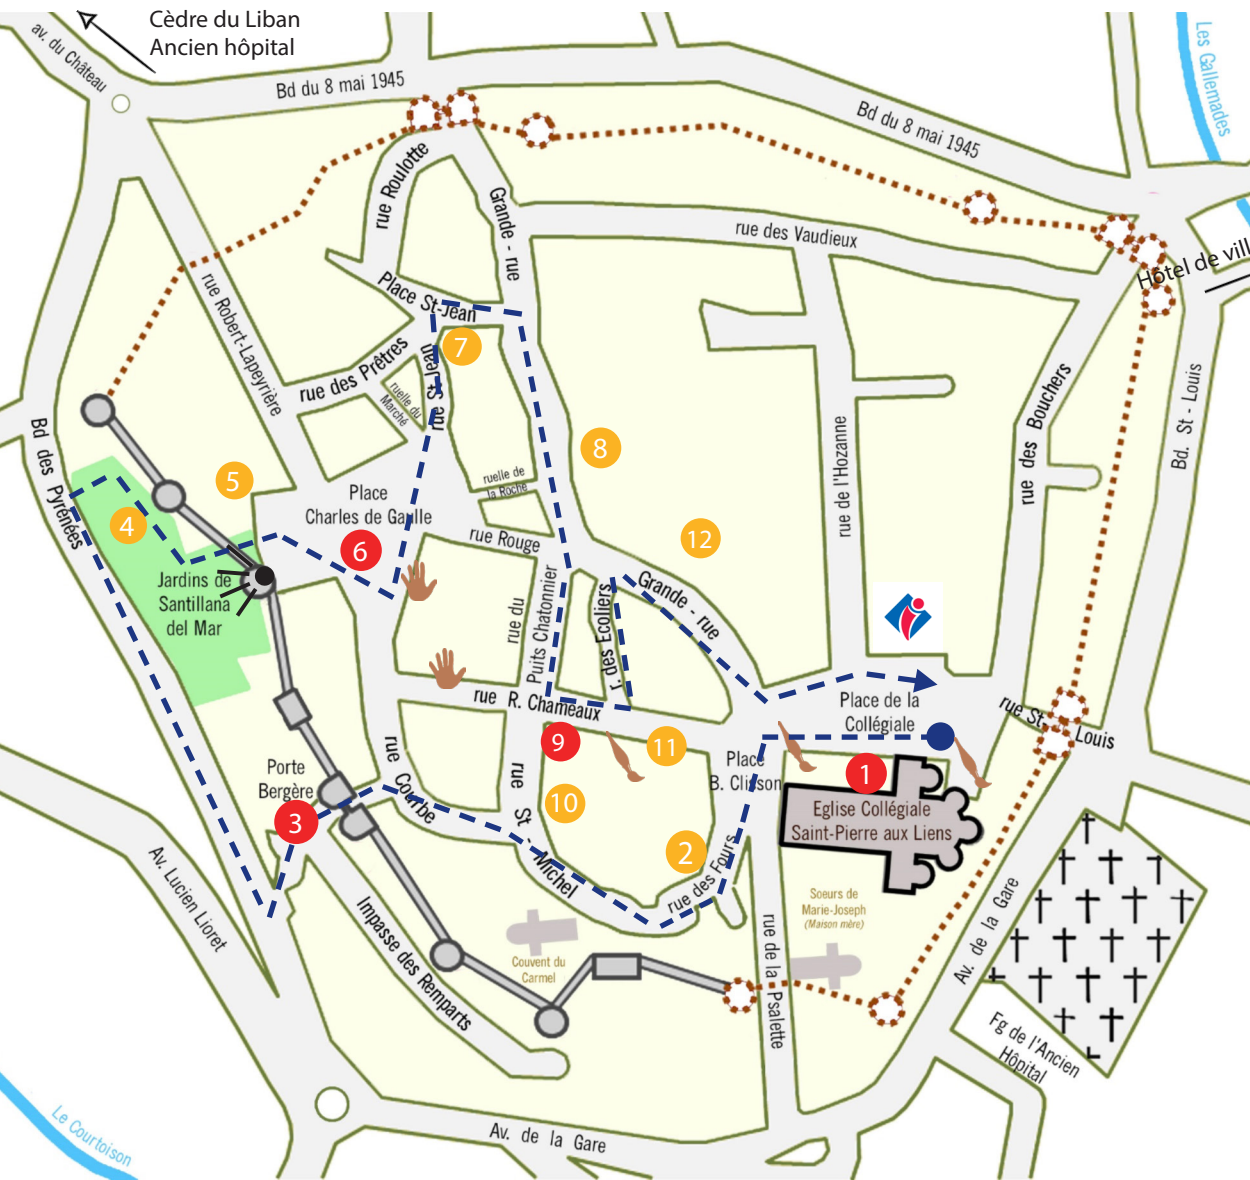 Cèdre du Liban
Ancien hôpital
av. du Château
Bd du 8 mai 1945
Bd du 8 mai 1945
Les Gallemades
rue Roulotte
Grande - rue
rue des Vaudieux
Hôtel de vill
rue Robert-Lapeyrière
Place St-Jean
7
rue des Prêtres
rue St-Jean
ruelle du
Marché
Bd des Pyrénées
rue des Bouchers
Bd. St - Louis
8
5
4
Place
Charles de Gaulle
6
ruelle de
la Roche
rue Rouge
rue de l'Hozanne
12
Jardins de
Santillana
del Mar
rue du
Puits Chatonnier
r. des Ecoliers
Grande - rue
rue R. Chameaux
Place de la
Collégiale
rue St-
Louis
9
11
Place
B. Clisson
1
Porte
Bergère
3
rue Courbe
rue St
Michel
10
2
rue des Fours
Eglise Collégiale
Saint-Pierre aux Liens
Soeurs de
Marie-Joseph
(Maison mère)
Av. Lucien Lioret
Impasse des Remparts
Couvent du
Carmel
rue de la Psalette
Av. de la Gare
Fg de l'Ancien
Hôpital
Le Courtoison
Av. de la Gare